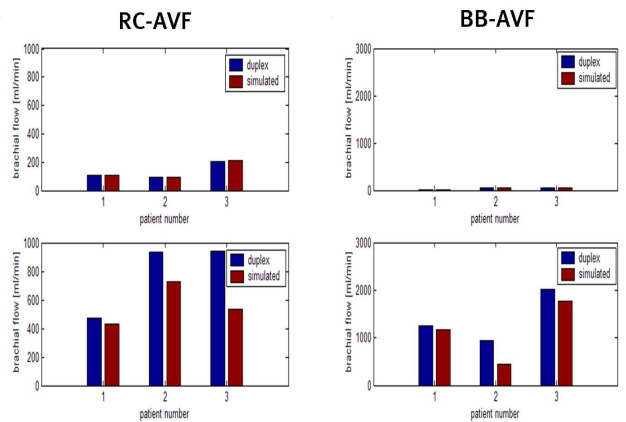 RC-AVF
BB-AVF
brachial flow [ml/min]
1000
800
600
400
200
0
duplex
simulated
1 2 3
patient number
brachial flow [ml/min]
3000
2000
1000
0
duplex
simulated
1 2 3
patient number
brachial flow [ml/min]
1000
800
600
400
200
0
duplex
simulated
1 2 3
patient number
brachial flow [ml/min]
3000
2000
1000
0
duplex
simulated
1 2 3
patient number